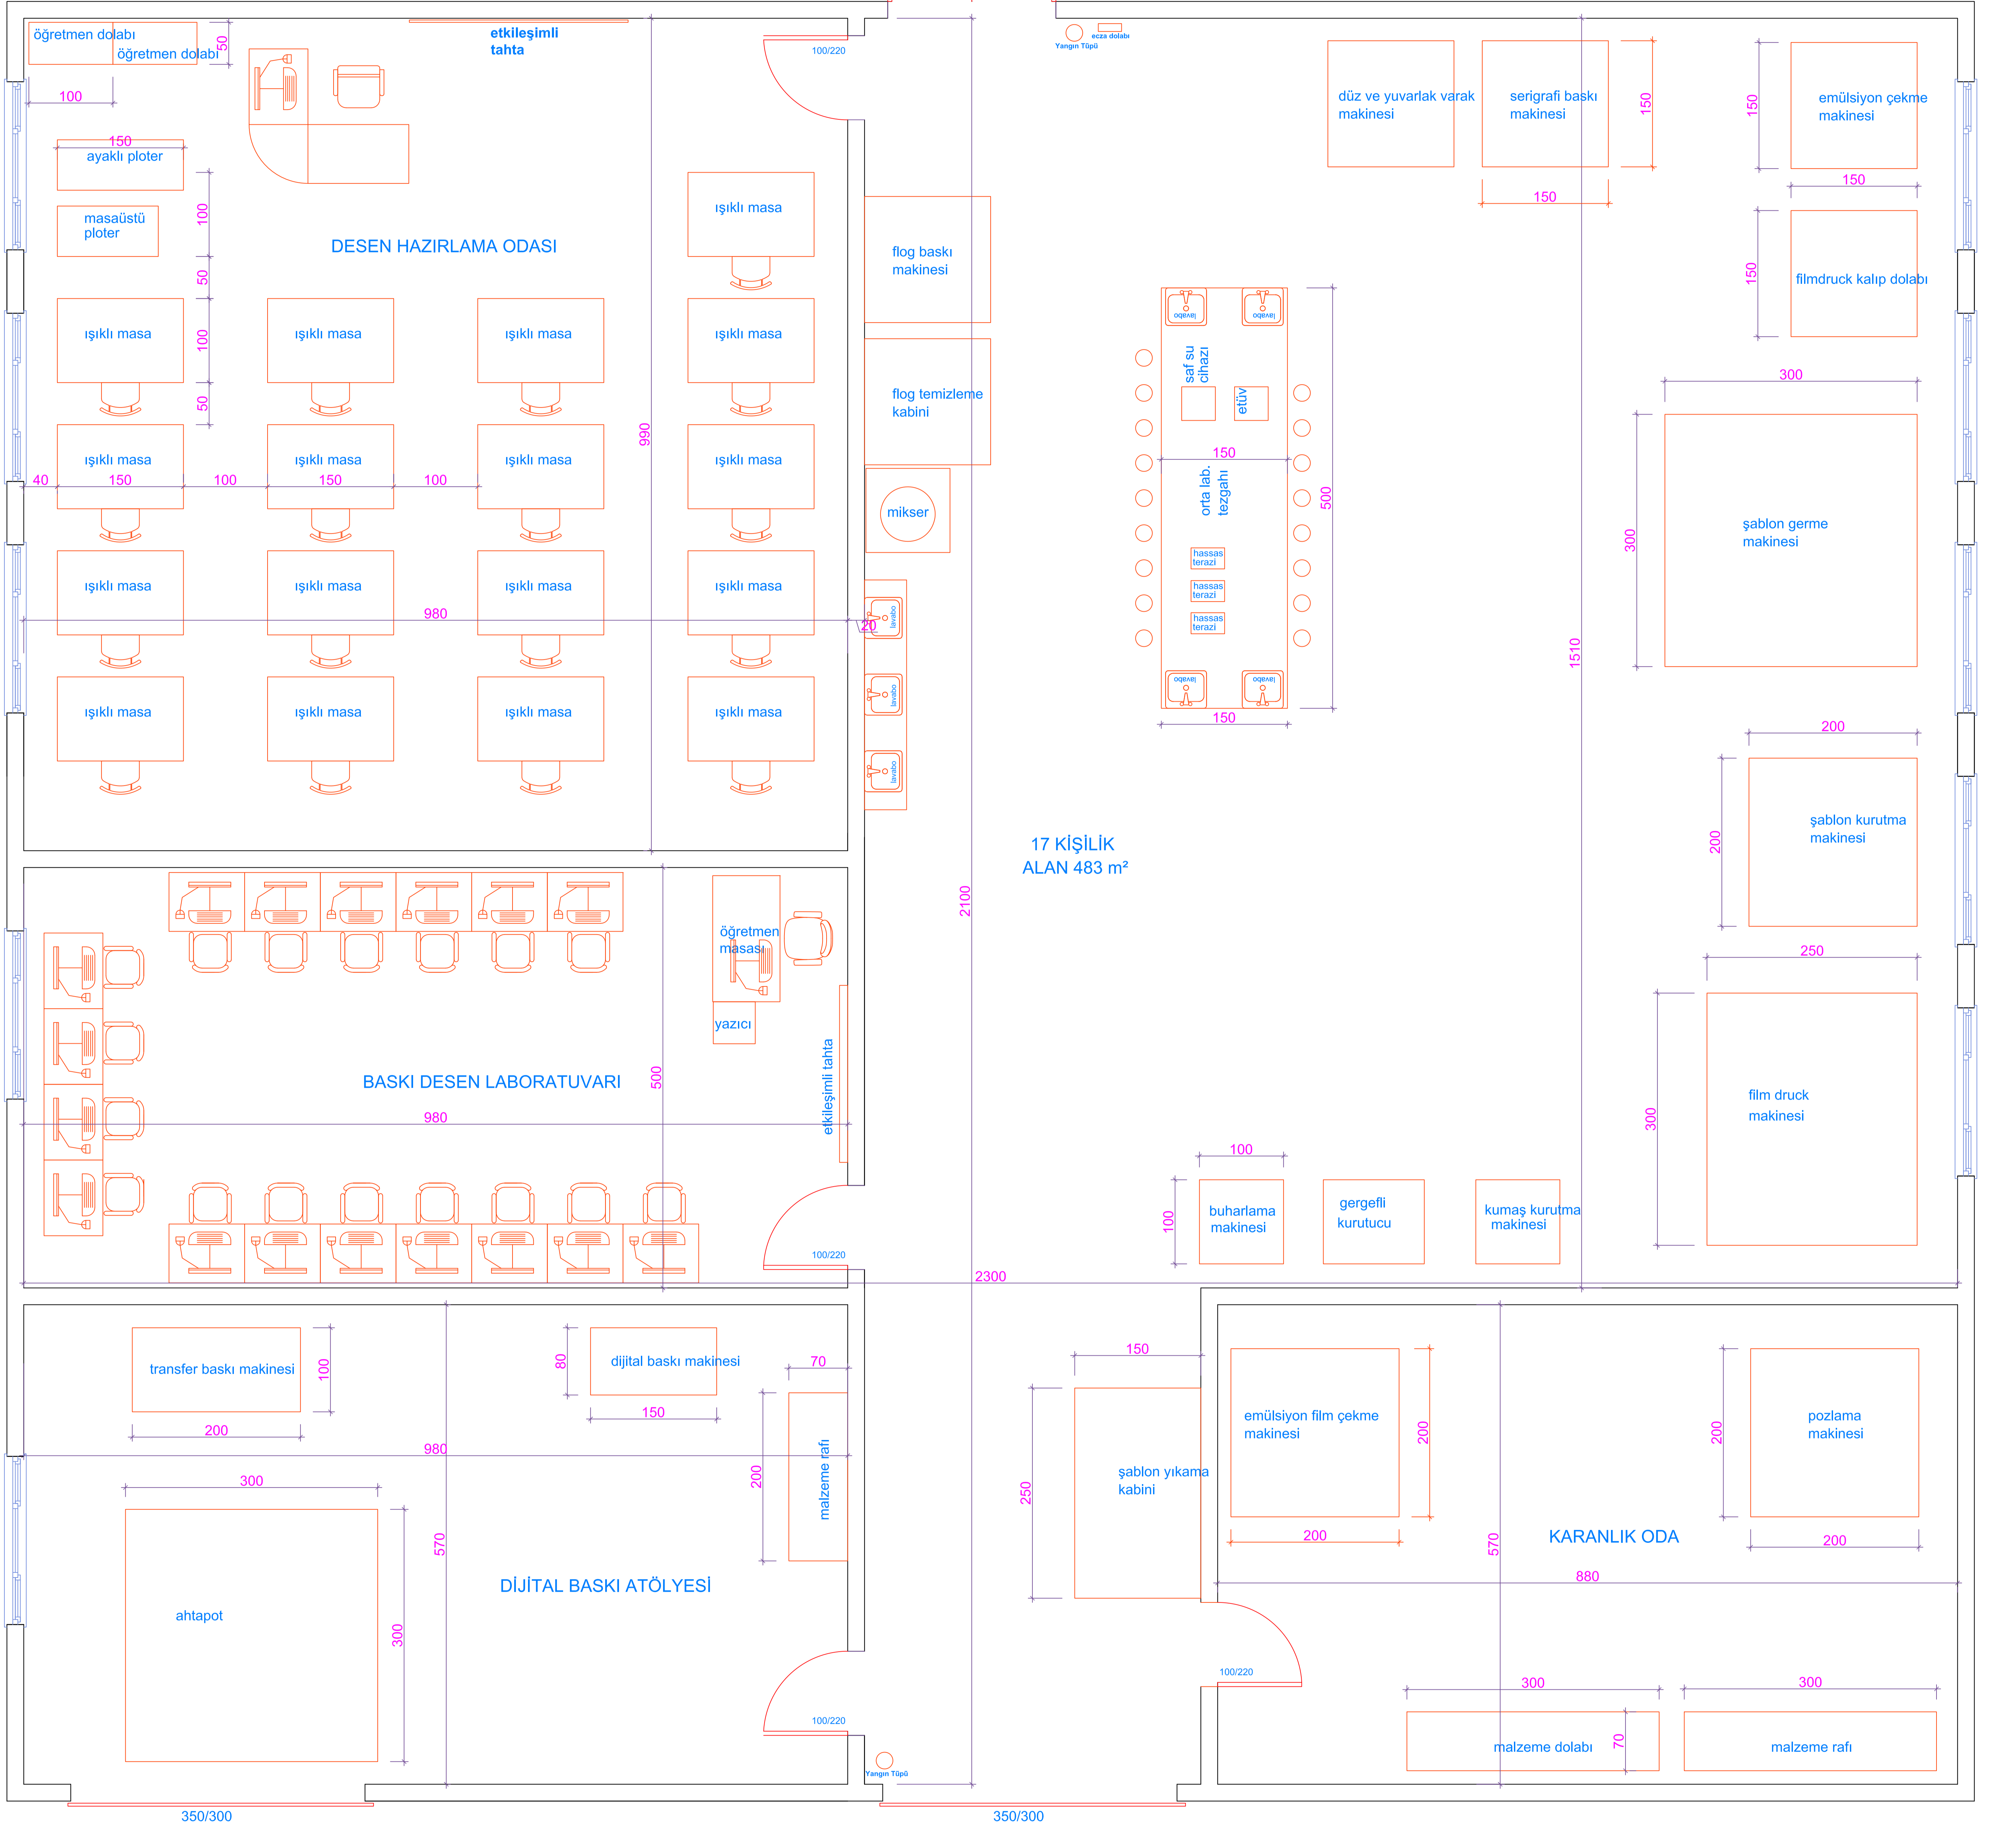 öğretmen dolabı
öğretmen dolabı
50
100
etkileşimli
tahta
100/220
150
ayaklı ploter
masaüstü
ploter
100
50
100
50
DESEN HAZIRLAMA ODASI
990
ışıklı masa
ışıklı masa
ışıklı masa
ışıklı masa
ışıklı masa
ışıklı masa
ışıklı masa
ışıklı masa
ışıklı masa
40
150
100
150
100
ışıklı masa
ışıklı masa
ışıklı masa
ışıklı masa
980
20
ışıklı masa
ışıklı masa
ışıklı masa
ışıklı masa
Yangın Tüpü
ecza dolabı
düz ve yuvarlak varak
makinesi
serigrafi baskı
makinesi
150
150
emülsiyon çekme
makinesi
150
150
filmdruck kalıp dolabı
150
flog baskı
makinesi
flog temizleme
kabini
mikser
lavabo
lavabo
lavabo
lavabo
lavabo
saf su
cihazı
etüv
150
orta lab.
tezgahı
500
hassas
terazi
hassas
terazi
hassas
terazi
lavabo
lavabo
150
300
300
şablon germe
makinesi
1510
200
200
şablon kurutma
makinesi
17 KİŞİLİK
ALAN 483 m²
2100
250
300
film druck
makinesi
öğretmen
masası
yazıcı
etkileşimli tahta
BASKI DESEN LABORATUVARI
500
980
100/220
100
100
buharlama
makinesi
gergefli
kurutucu
kumaş kurutma
makinesi
2300
transfer baskı makinesi
100
200
80
dijital baskı makinesi
150
70
200
malzeme rafı
980
300
300
ahtapot
570
DİJİTAL BASKI ATÖLYESİ
100/220
150
250
şablon yıkama
kabini
emülsiyon film çekme
makinesi
200
200
pozlama
makinesi
200
200
570
KARANLIK ODA
880
100/220
300
malzeme dolabı
70
300
malzeme rafı
Yangın Tüpü
350/300
350/300